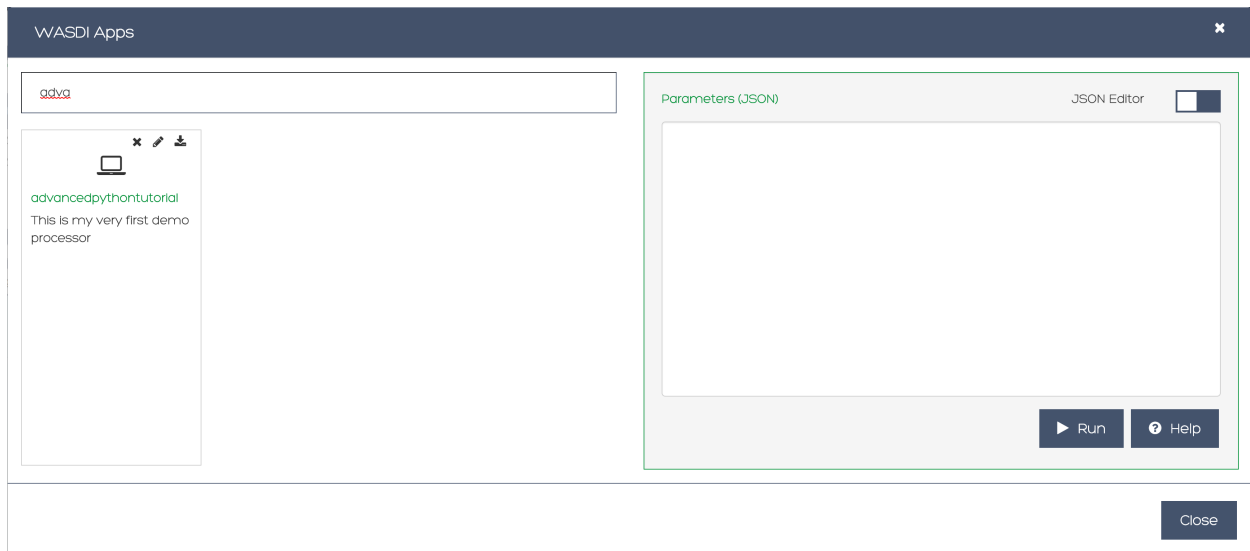 WASDI Apps
adva
advancedpythontutorial
This is my very first demo
processor
Parameters (JSON)
JSON Editor
Run
Help
Close